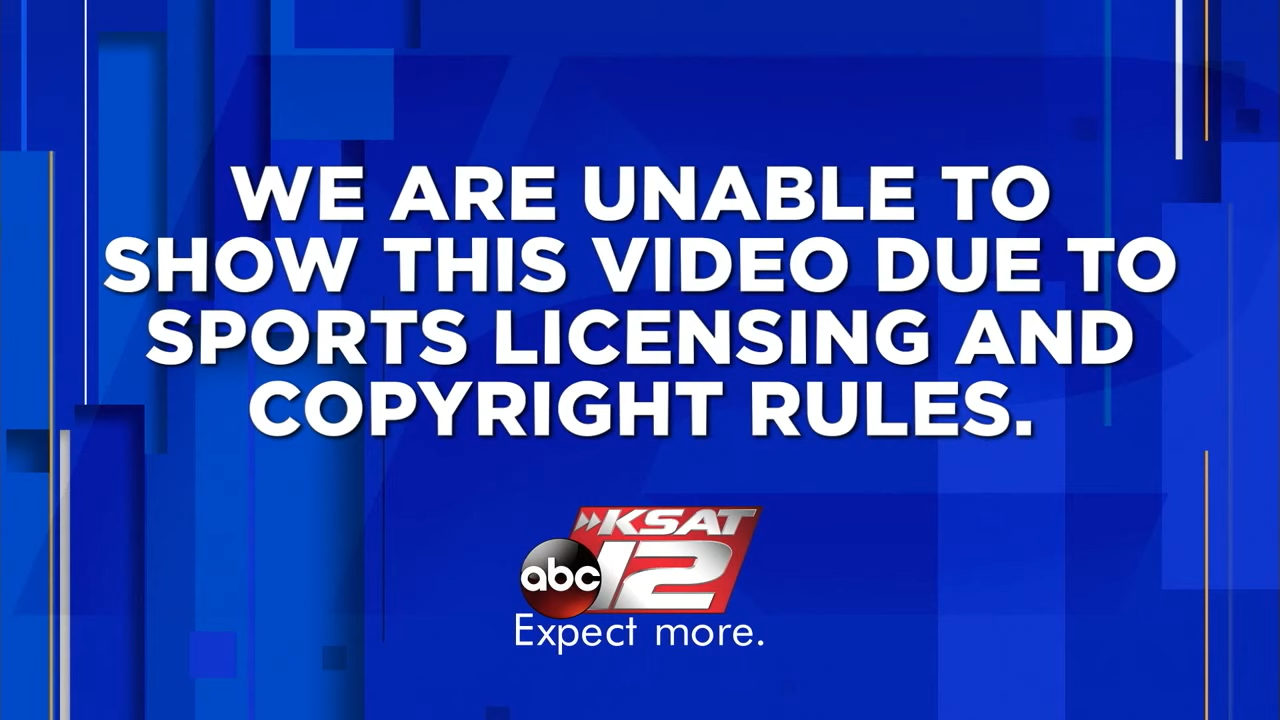 WE ARE UNABLE TO
SHOW THIS VIDEO DUE TO
SPORTS LICENSING AND
COPYRIGHT RULES.
KSAT
abc 12
Expect more.